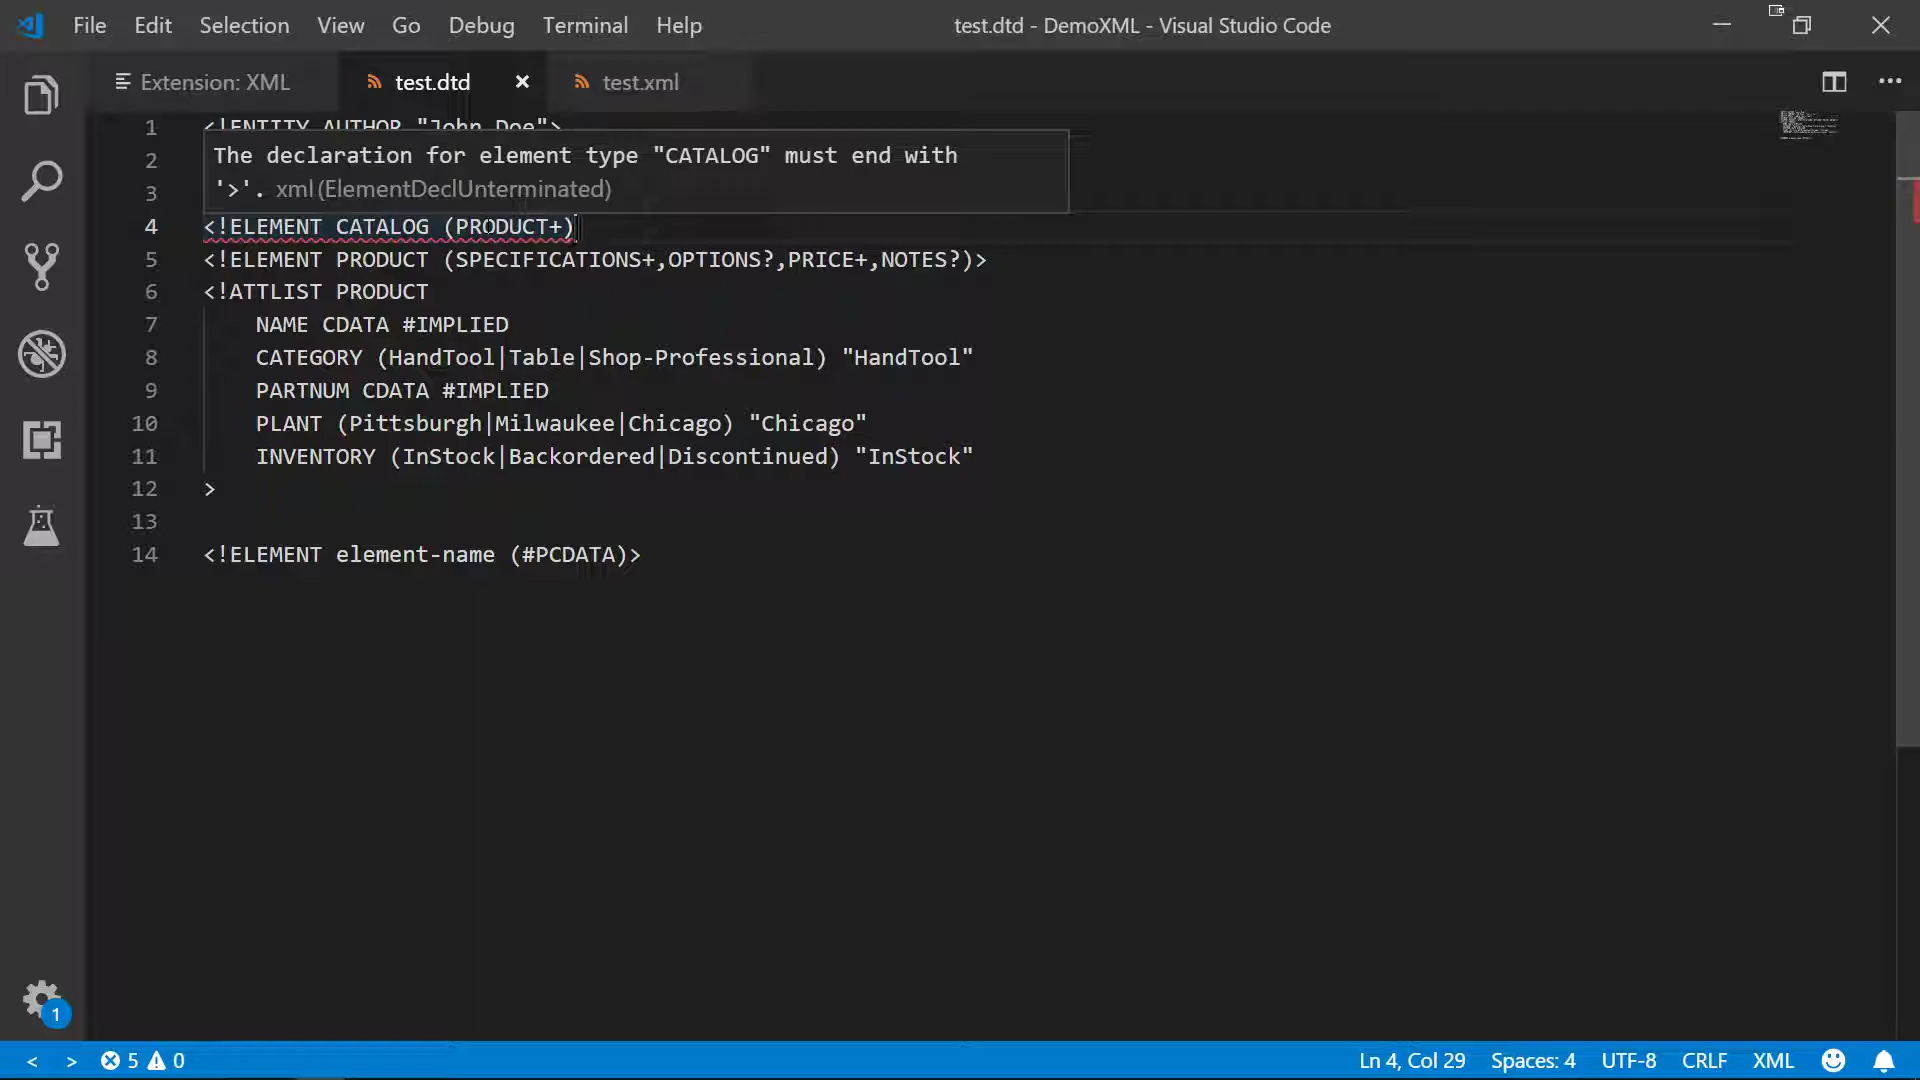 File Edit Selection View Go Debug Terminal Help test.dtd - DemoXML - Visual Studio Code
Extension: XML test.dtd test.xml
1 <!ENTITY AUTHOR "John Doe">
2 The declaration for element type "CATALOG" must end with
3 '>'. xml(ElementDeclUnterminated)
4 <!ELEMENT CATALOG (PRODUCT+)
5 <!ELEMENT PRODUCT (SPECIFICATIONS+,OPTIONS?,PRICE+,NOTES?)>
6 <!ATTLIST PRODUCT
7 NAME CDATA #IMPLIED
8 CATEGORY (HandTool|Table|Shop-Professional) "HandTool"
9 PARTNUM CDATA #IMPLIED
10 PLANT (Pittsburgh|Milwaukee|Chicago) "Chicago"
11 INVENTORY (InStock|Backordered|Discontinued) "InStock"
12 >
13
14 <!ELEMENT element-name (#PCDATA)>
1
< > 5 0 Ln 4, Col 29 Spaces: 4 UTF-8 CRLF XML